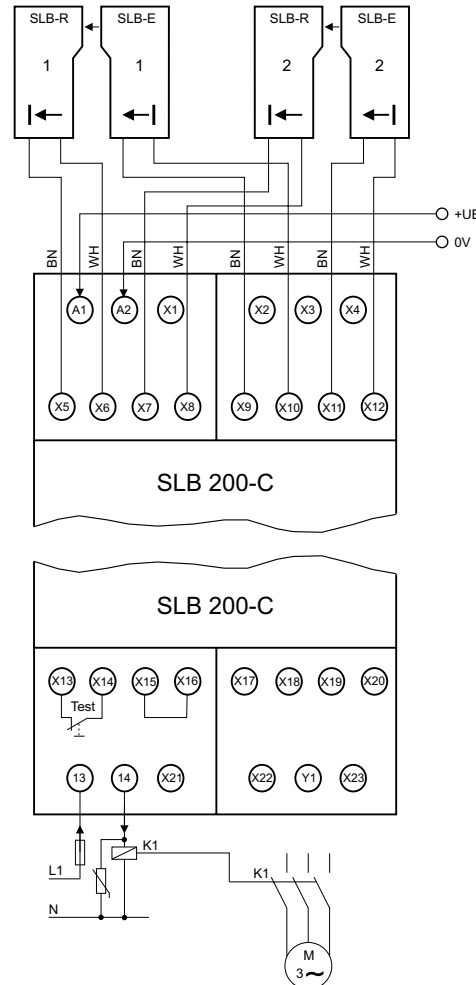 SLB-R SLB-E SLB-R SLB-E
1 1 2 2
+UB
0V
BN WH BN WH BN WH BN WH
A1 A2 X1 X2 X3 X4
X5 X6 X7 X8 X9 X10 X11 X12
SLB 200-C
SLB 200-C
X13 X14 X15 X16 X17 X18 X19 X20
Test
13 14 X21 X22 Y1 X23
K1
L1 K1
N
M
3~